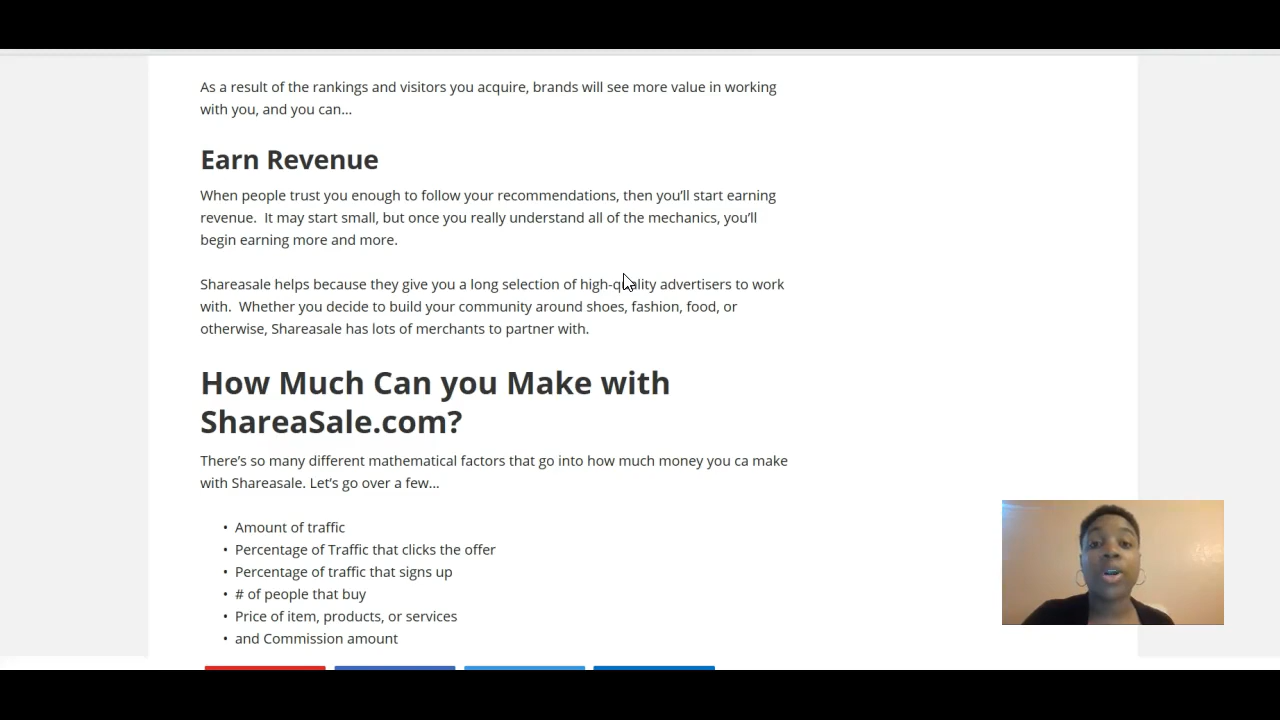 As a result of the rankings and visitors you acquire, brands will see more value in working
with you, and you can...
Earn Revenue
When people trust you enough to follow your recommendations, then you'll start earning
revenue.  It may start small, but once you really understand all of the mechanics, you'll
begin earning more and more.
Shareasale helps because they give you a long selection of high-quality advertisers to work
with.  Whether you decide to build your community around shoes, fashion, food, or
otherwise, Shareasale has lots of merchants to partner with.
How Much Can you Make with
ShareaSale.com?
There's so many different mathematical factors that go into how much money you ca make
with Shareasale. Let's go over a few...
• Amount of traffic
• Percentage of Traffic that clicks the offer
• Percentage of traffic that signs up
• # of people that buy
• Price of item, products, or services
• and Commission amount